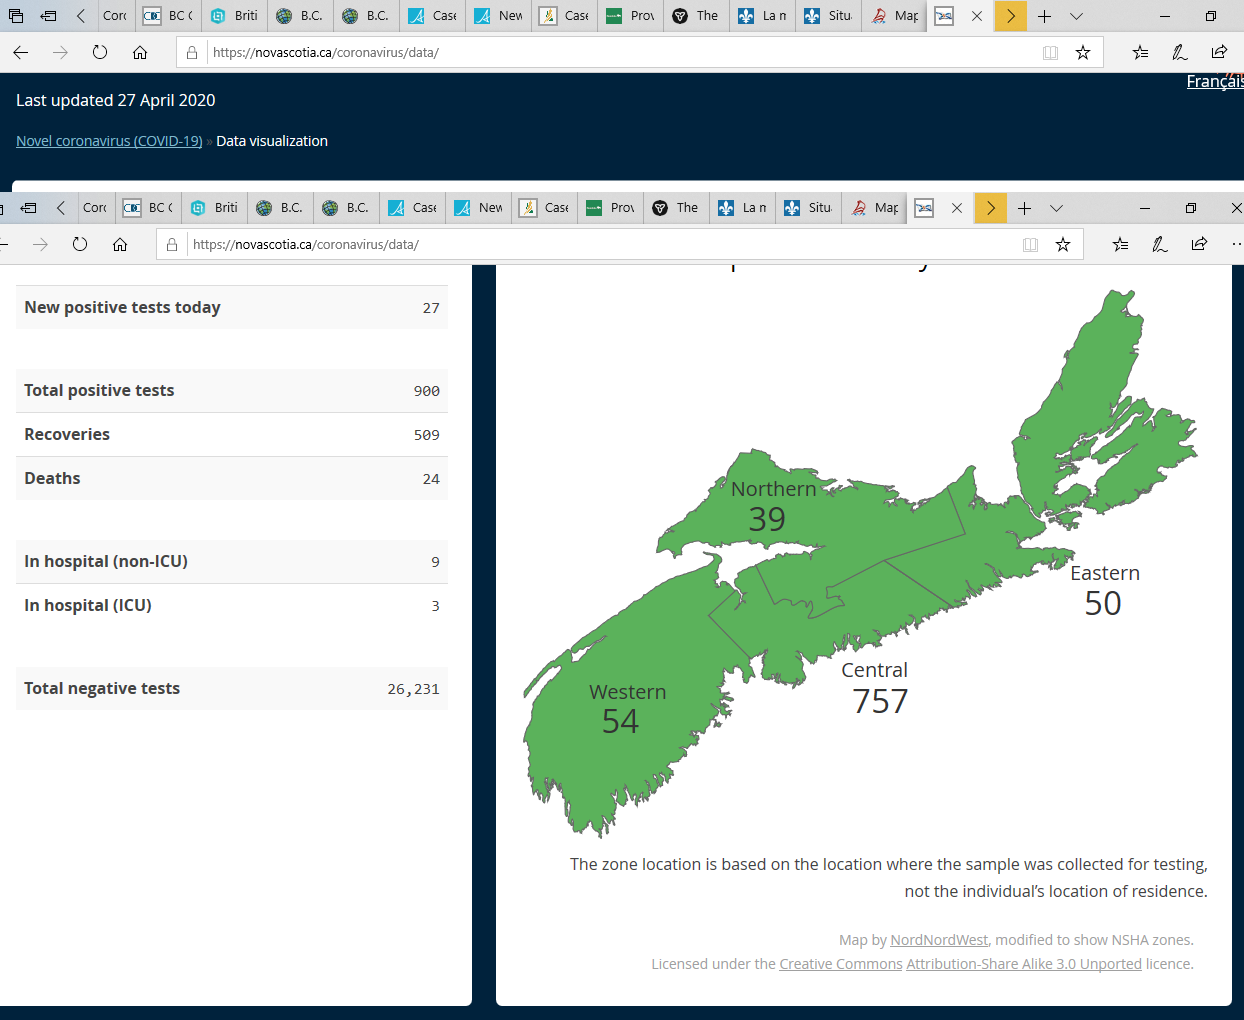 Corc
BC C
Briti
B.C.
B.C.
Case
New
Case
Prov
The
La n
Situ
Map
https://novascotia.ca/coronavirus/data/
Français
Last updated 27 April 2020
Novel coronavirus (COVID-19) » Data visualization
Corc
BC C
Briti
B.C.
B.C.
Case
New
Case
Prov
The
La n
Situ
Map
https://novascotia.ca/coronavirus/data/
New positive tests today 27
Total positive tests 900
Recoveries 509
Deaths 24
In hospital (non-ICU) 9
In hospital (ICU) 3
Total negative tests 26,231
Northern
39
Eastern
50
Central
757
Western
54
The zone location is based on the location where the sample was collected for testing,
not the individual's location of residence.
Map by NordNordWest, modified to show NSHA zones.
Licensed under the Creative Commons Attribution-Share Alike 3.0 Unported licence.